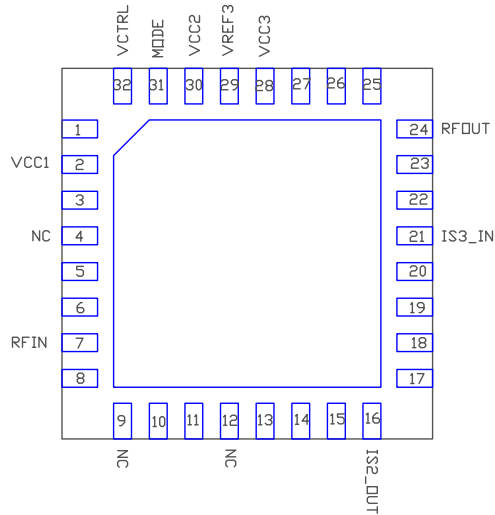 VCTRL
MODE
VCC2
VREF3
VCC3
32 31 30 29 28 27 26 25
1
VCC1 2
3
NC 4
5
6
RFIN 7
8
24 RFOUT
23
22
21 IS3_IN
20
19
18
17
9 10 11 12 13 14 15 16
NC
NC
IS2_OUT